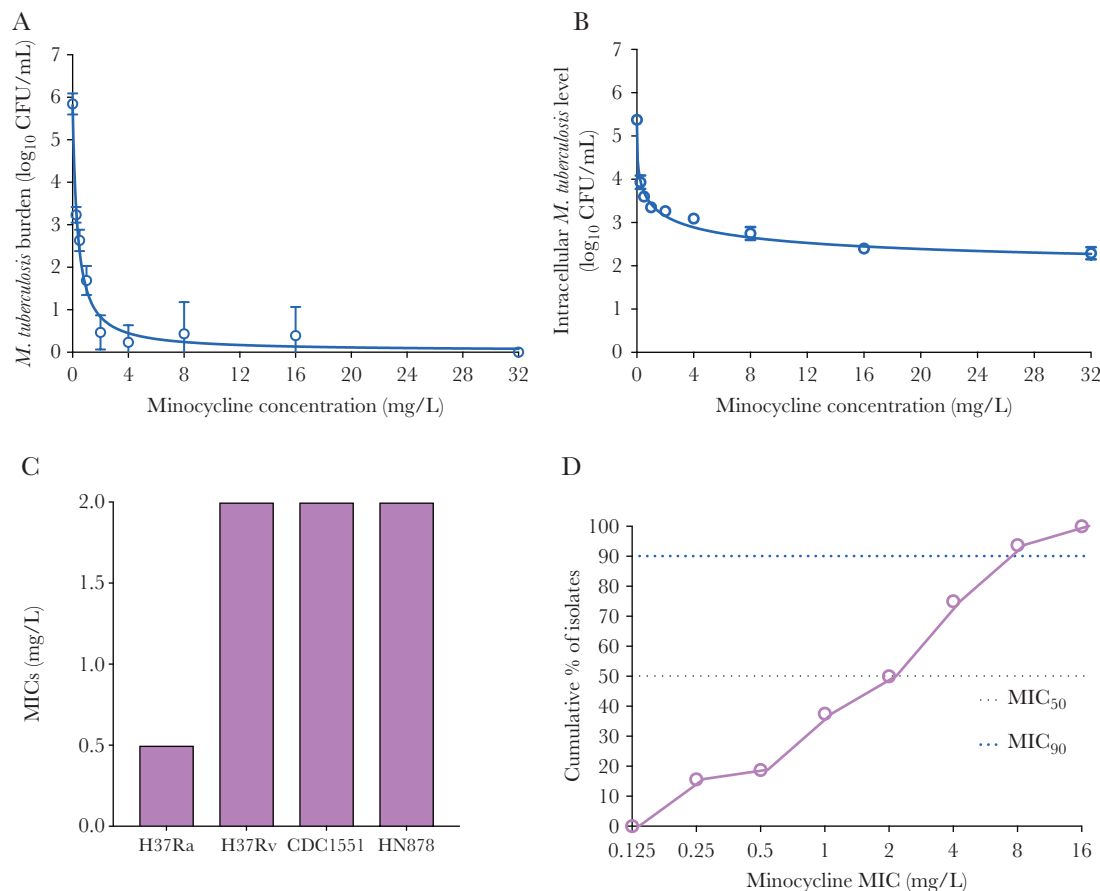 A
M. tuberculosis burden (log10 CFU/mL)
7
6
5
4
3
2
1
0
0 4 8 12 16 20 24 28 32
Minocycline concentration (mg/L)
B
Intracellular M. tuberculosis level
(log10 CFU/mL)
7
6
5
4
3
2
1
0
0 4 8 12 16 20 24 28 32
Minocycline concentration (mg/L)
C
MICs (mg/L)
2.0
1.5
1.0
0.5
0.0
H37Ra H37Rv CDC1551 HN878
D
Cumulative % of isolates
100
90
80
70
60
50
40
30
20
10
0
MIC50
MIC90
0.125 0.25 0.5 1 2 4 8 16
Minocycline MIC (mg/L)